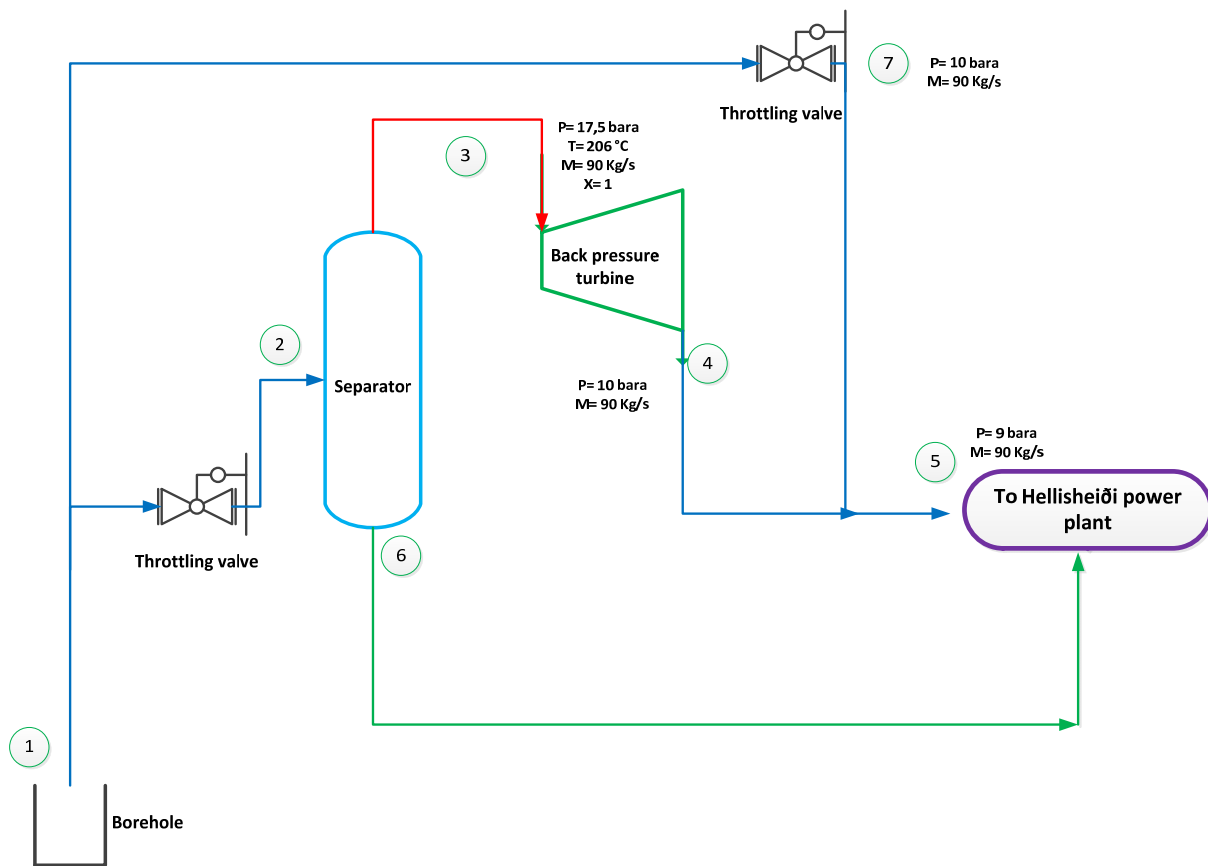 7
P= 10 bara
M= 90 Kg/s
Throttling valve
P= 17,5 bara
T= 206 °C
M= 90 Kg/s
X= 1
3
Back pressure
turbine
2
4
Separator
P= 10 bara
M= 90 Kg/s
P= 9 bara
M= 90 Kg/s
5
To Hellisheiði power
plant
Throttling valve
6
1
Borehole